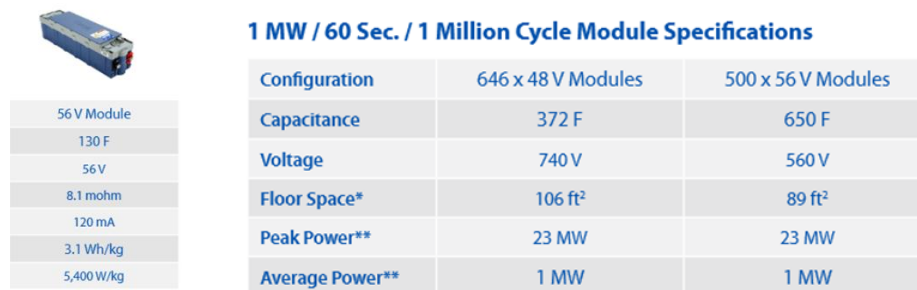 1 MW / 60 Sec. / 1 Million Cycle Module Specifications
56 V Module
130 F
56 V
8.1 mohm
120 mA
3.1 Wh/kg
5,400 W/kg
Configuration 646 x 48 V Modules 500 x 56 V Modules
Capacitance 372 F 650 F
Voltage 740 V 560 V
Floor Space* 106 ft² 89 ft²
Peak Power** 23 MW 23 MW
Average Power** 1 MW 1 MW